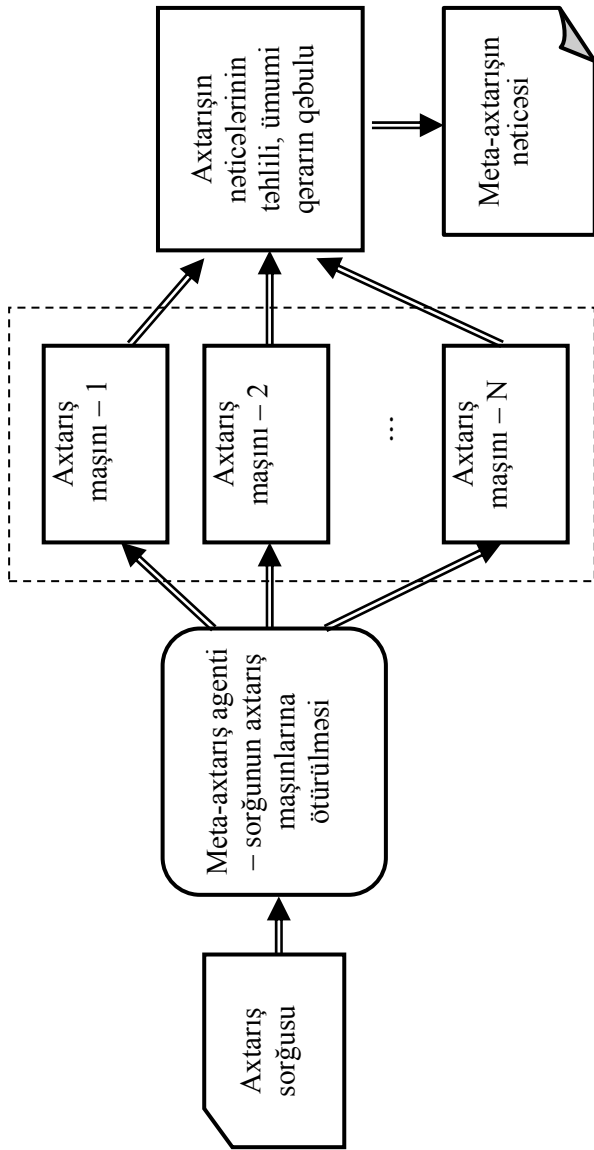 Axtarış
sorğusu
Meta-axtarış agenti
– sorğunun axtarış
maşınlarına
ötürülməsi
Axtarış
maşını – 1
Axtarış
maşını – 2
...
Axtarış
maşını – N
Axtarışın
nəticələrinin
təhlili, ümumi
qərarın qəbulu
Meta-axtarışın
nəticəsi